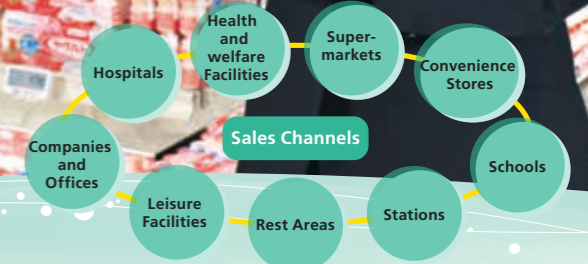 Health
and
welfare
Facilities
Super-
markets
Hospitals
Convenience
Stores
Sales Channels
Companies
and
Offices
Schools
Leisure
Facilities
Rest Areas
Stations